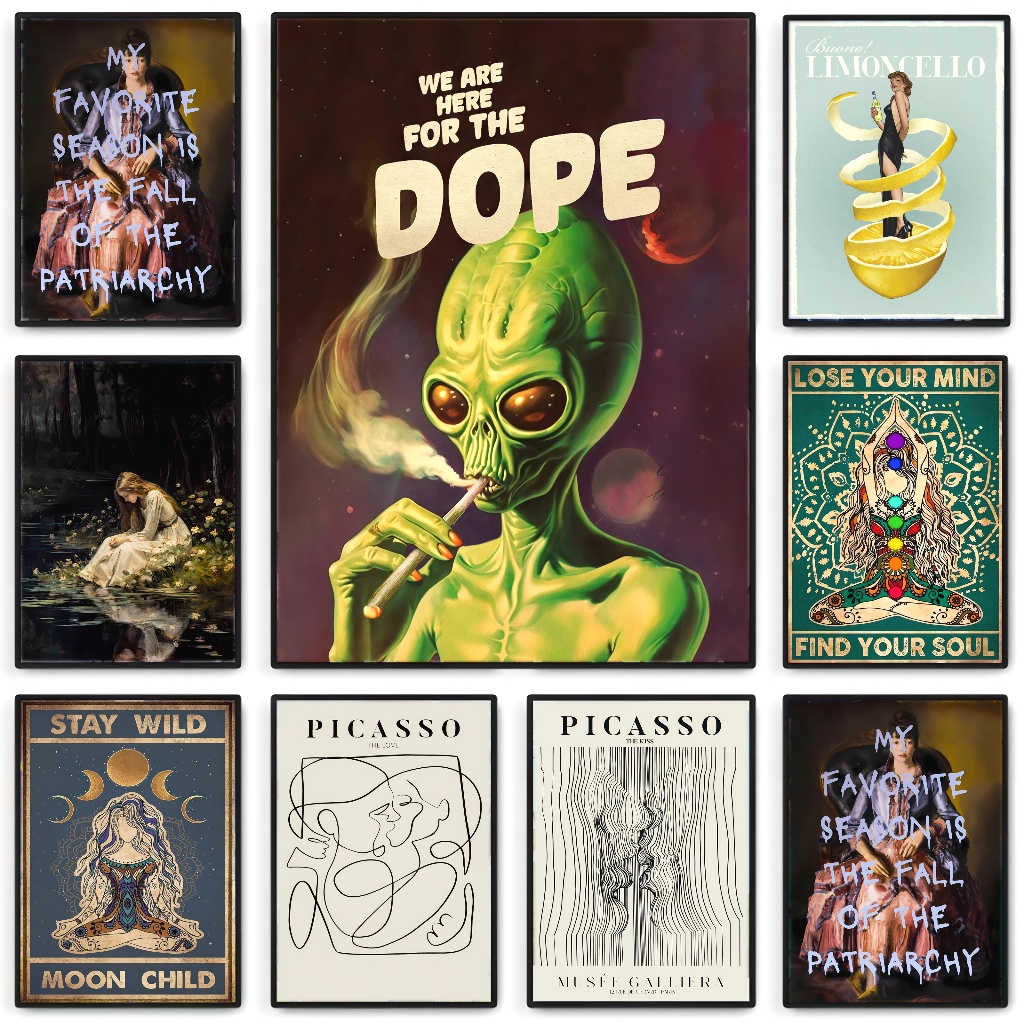 MY
FAVORITE
SEASON IS
THE FALL
OF THE
PATRIARCHY
WE ARE
HERE
FOR THE
DOPE
Buono!
LIMONCELLO
LOSE YOUR MIND
FIND YOUR SOUL
STAY WILD
MOON CHILD
PICASSO
THE LOVE
PICASSO
THE KISS
MUSÉE GALLIERA
MY
FAVORITE
SEASON IS
THE FALL
OF THE
PATRIARCHY